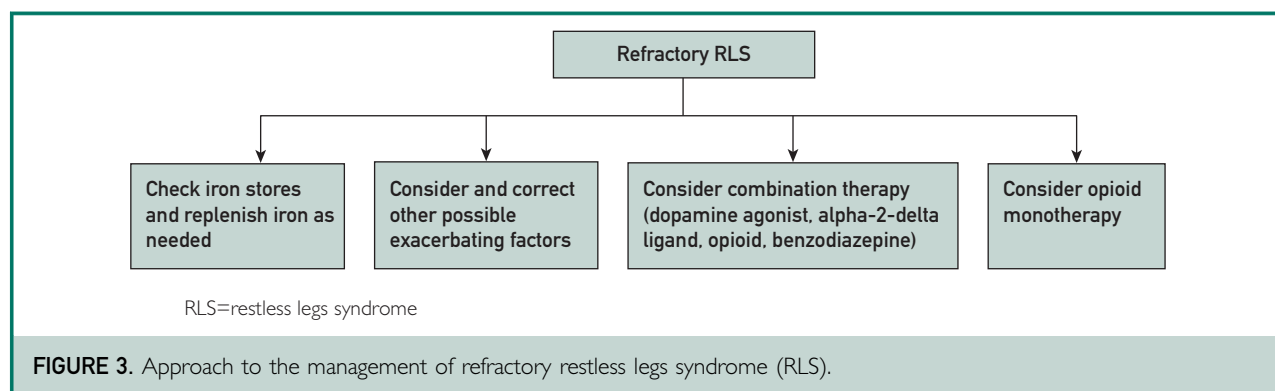 Refractory RLS
Check iron stores
and replenish iron as
needed
Consider and correct
other possible
exacerbating factors
Consider combination therapy
(dopamine agonist, alpha-2-delta
ligand, opioid, benzodiazepine)
Consider opioid
monotherapy
RLS=restless legs syndrome
FIGURE 3. Approach to the management of refractory restless legs syndrome (RLS).